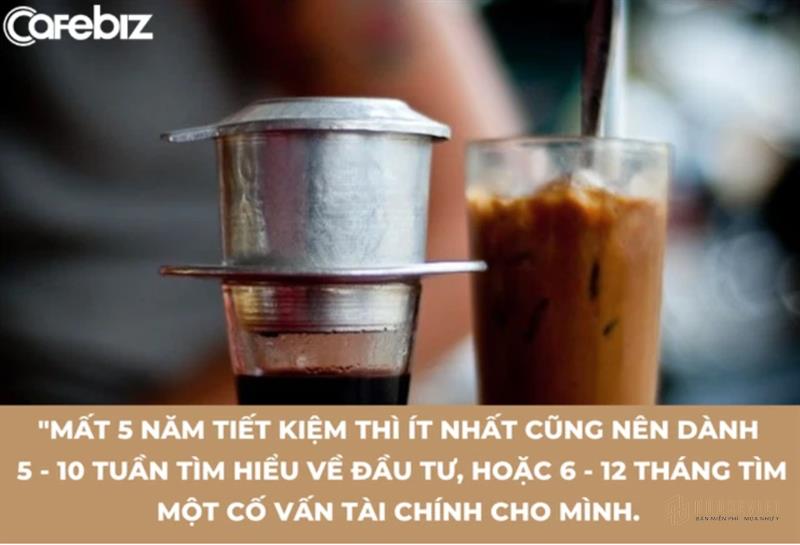 Cafebiz
"MẤT 5 NĂM TIẾT KIỆM THÌ ÍT NHẤT CŨNG NÊN DÀNH
5 - 10 TUẦN TÌM HIỂU VỀ ĐẦU TƯ, HOẶC 6 - 12 THÁNG TÌM
MỘT CỐ VẤN TÀI CHÍNH CHO MÌNH.